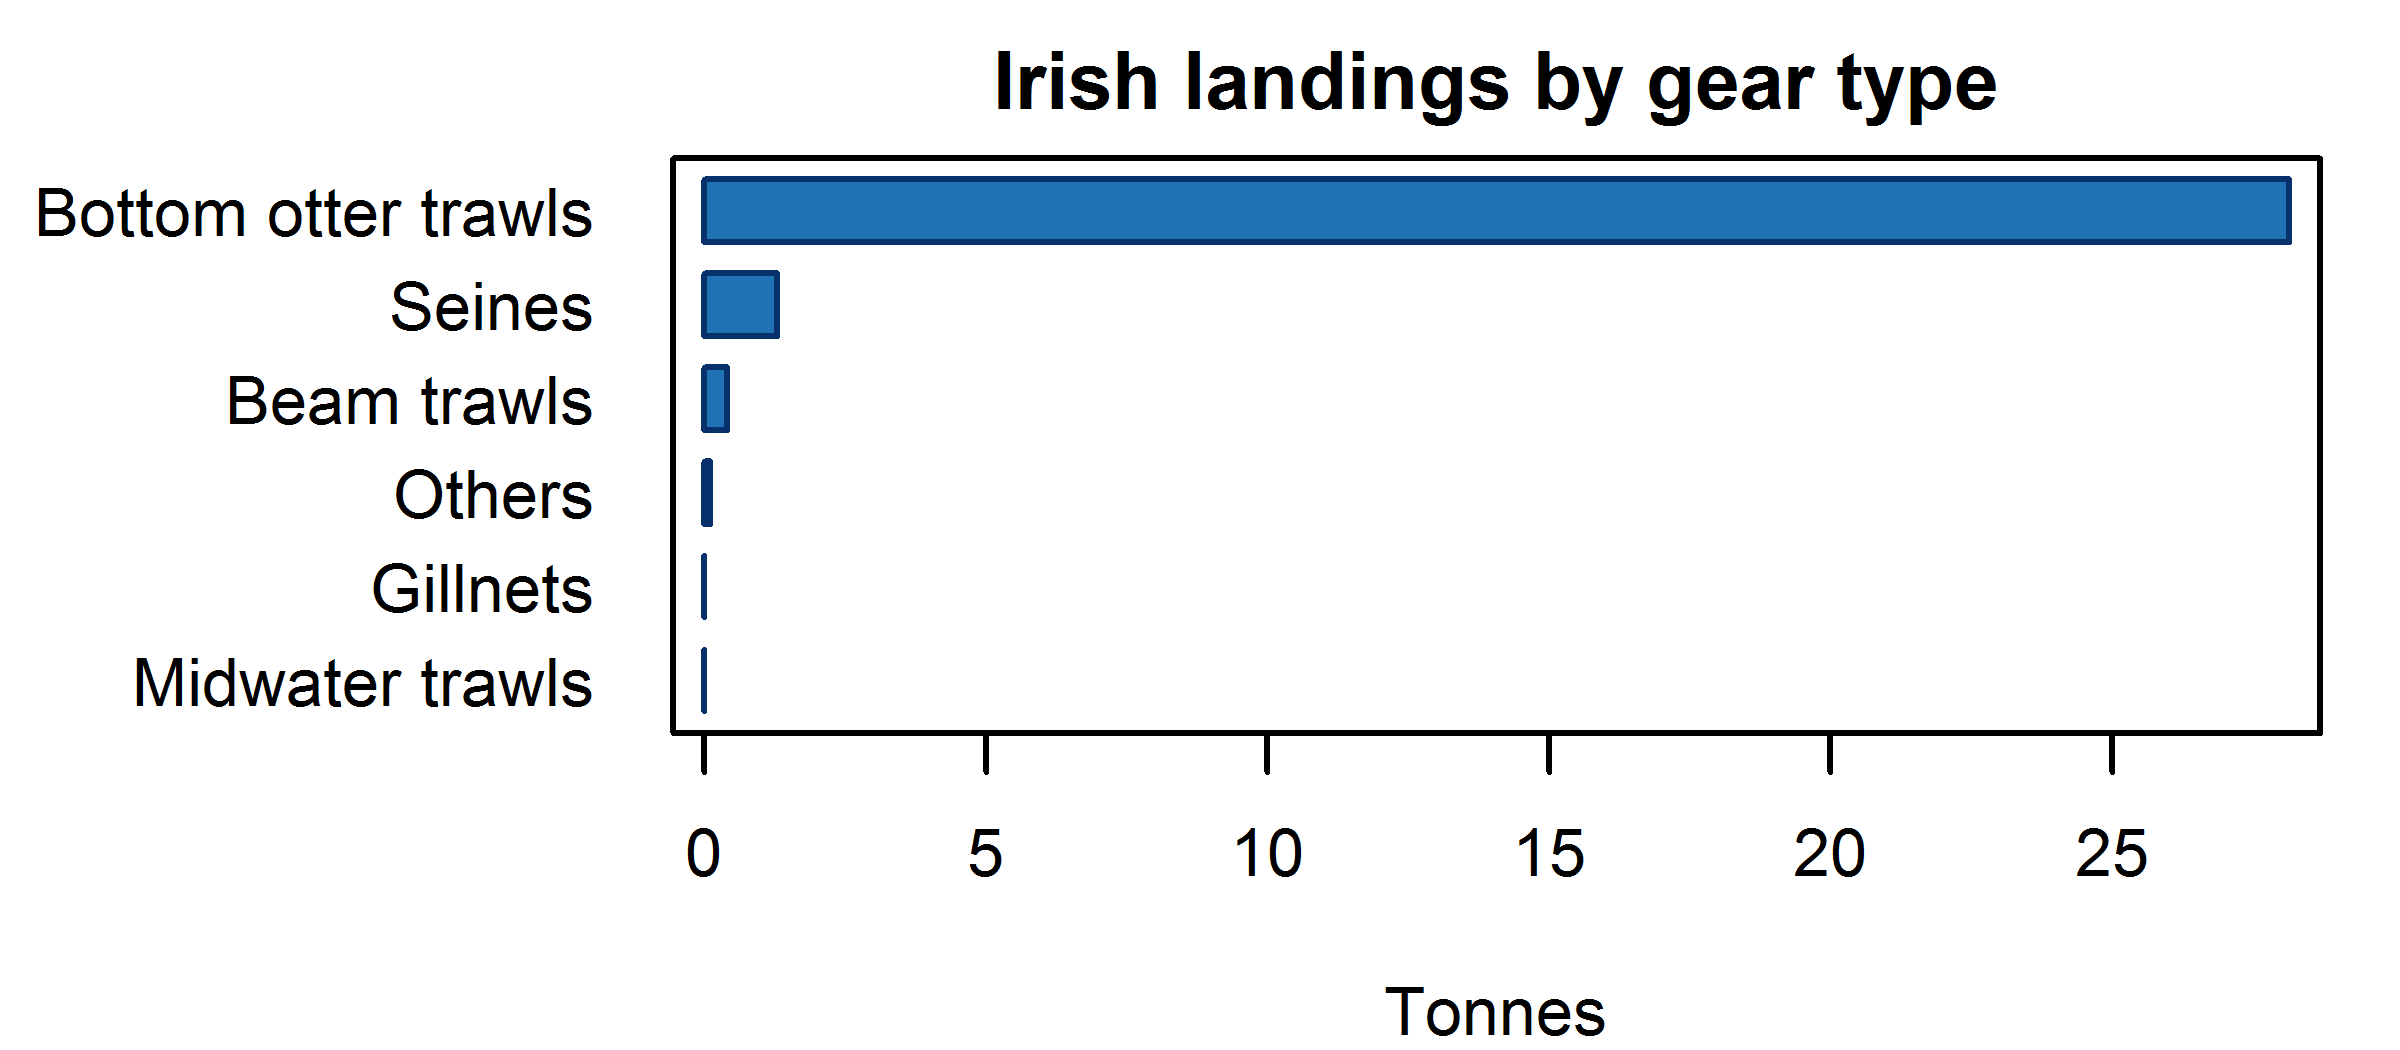 Irish landings by gear type
Bottom otter trawls
Seines
Beam trawls
Others
Gillnets
Midwater trawls
0 5 10 15 20 25
Tonnes